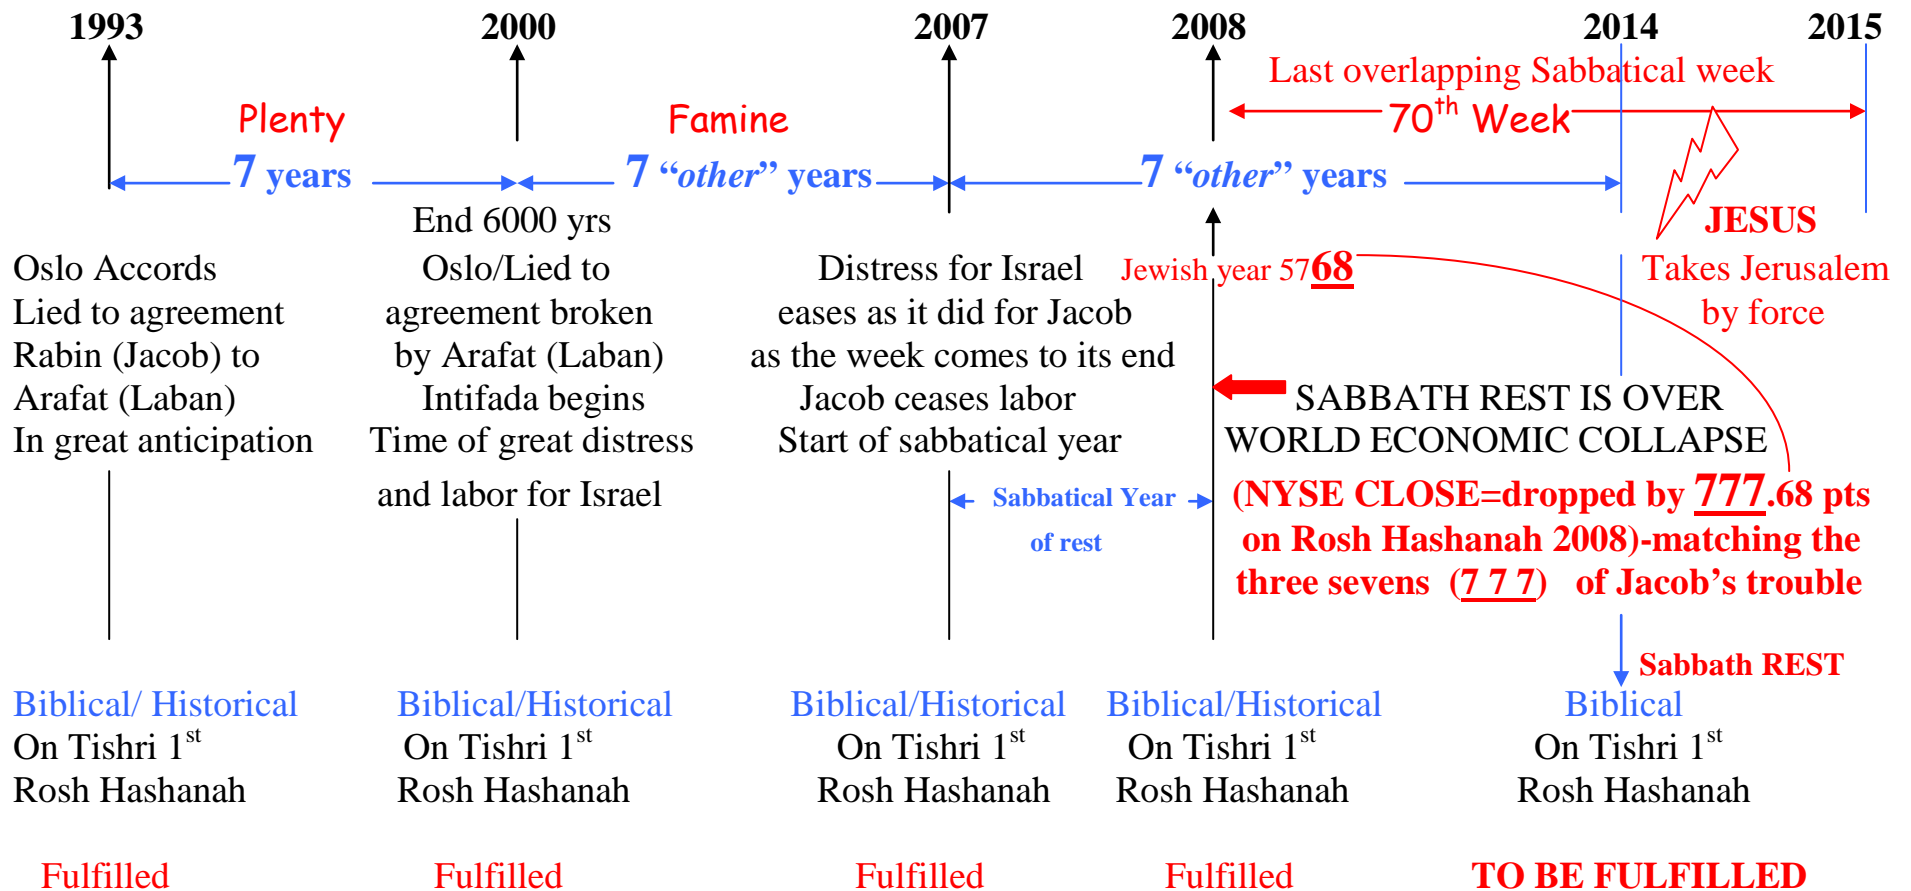 1993
2000
2007
2008
2014
2015
Last overlapping Sabbatical week
Plenty
Famine
70th Week
7 years
7 “other” years
7 “other” years
End 6000 yrs
JESUS
Takes Jerusalem
by force
Oslo Accords
Lied to agreement
Rabin (Jacob) to
Arafat (Laban)
In great anticipation
Oslo/Lied to
agreement broken
by Arafat (Laban)
Intifada begins
Time of great distress
and labor for Israel
Distress for Israel
eases as it did for Jacob
as the week comes to its end
Jacob ceases labor
Start of sabbatical year
Sabbatical Year
of rest
Jewish year 5768
SABBATH REST IS OVER
WORLD ECONOMIC COLLAPSE
(NYSE CLOSE=dropped by 777.68 pts
on Rosh Hashanah 2008)-matching the
three sevens (7 7 7) of Jacob’s trouble
Sabbath REST
Biblical/ Historical
On Tishri 1st
Rosh Hashanah
Fulfilled
Biblical/Historical
On Tishri 1st
Rosh Hashanah
Fulfilled
Biblical/Historical
On Tishri 1st
Rosh Hashanah
Fulfilled
Biblical/Historical
On Tishri 1st
Rosh Hashanah
Fulfilled
Biblical
On Tishri 1st
Rosh Hashanah
TO BE FULFILLED